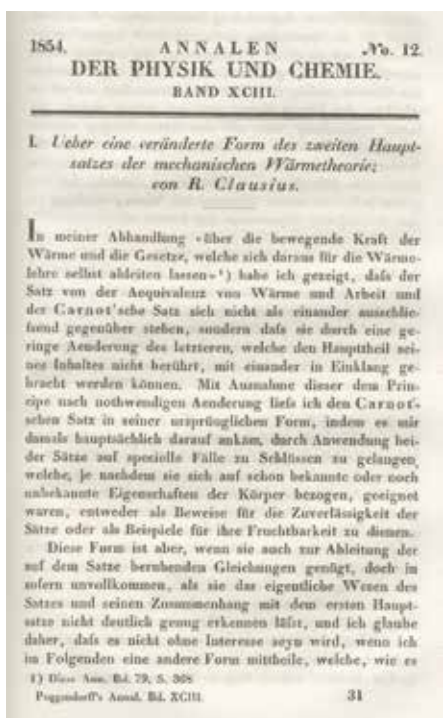 1854. ANNALEN No. 12.
DER PHYSIK UND CHEMIE.
BAND XCIII.
I. Ueber eine veränderte Form des zweiten Haupt-
satzes der mechanischen Wärmetheorie;
von R. Clausius.
In meiner Abhandlung »über die bewegende Kraft der
Wärme und die Gesetze, welche sich daraus für die Wärme-
lehre selbst ableiten lassen« ¹) habe ich gezeigt, daſs der
Satz von der Aequivalenz von Wärme und Arbeit und
der Carnot'sche Satz sich nicht als einander ausschlie-
ſsend gegenüber stehen, sondern daſs sie durch eine ge-
ringe Aenderung des letzteren, welche den Haupttheil sei-
nes Inhaltes nicht berührt, mit einander in Einklang ge-
bracht werden können. Mit Ausnahme dieser dem Prin-
cipe nach nothwendigen Aenderung lieſs ich den Carnot'-
schen Satz in seiner ursprünglichen Form, indem es mir
damals hauptsächlich darauf ankam, durch Anwendung bei-
der Sätze auf specielle Fälle zu Schlüssen zu gelangen,
welche, je nachdem sie sich auf schon bekannte oder noch
unbekannte Eigenschaften der Körper bezogen, geeignet
waren, entweder als Beweise für die Zuverlässigkeit der
Sätze oder als Beispiele für ihre Fruchtbarkeit zu dienen.
Diese Form ist aber, wenn sie auch zur Ableitung der
auf dem Satze beruhenden Gleichungen genügt, doch in
sofern unvollkommen, als sie das eigentliche Wesen des
Satzes und seinen Zusammenhang mit dem ersten Haupt-
satze nicht deutlich genug erkennen läſst, und ich glaube
daher, daſs es nicht ohne Interesse seyn wird, wenn ich
im Folgenden eine andere Form mittheile, welche, wie es
1) Diese Ann. Bd. 79, S. 368
Poggendorff's Annal. Bd. XCIII. 31